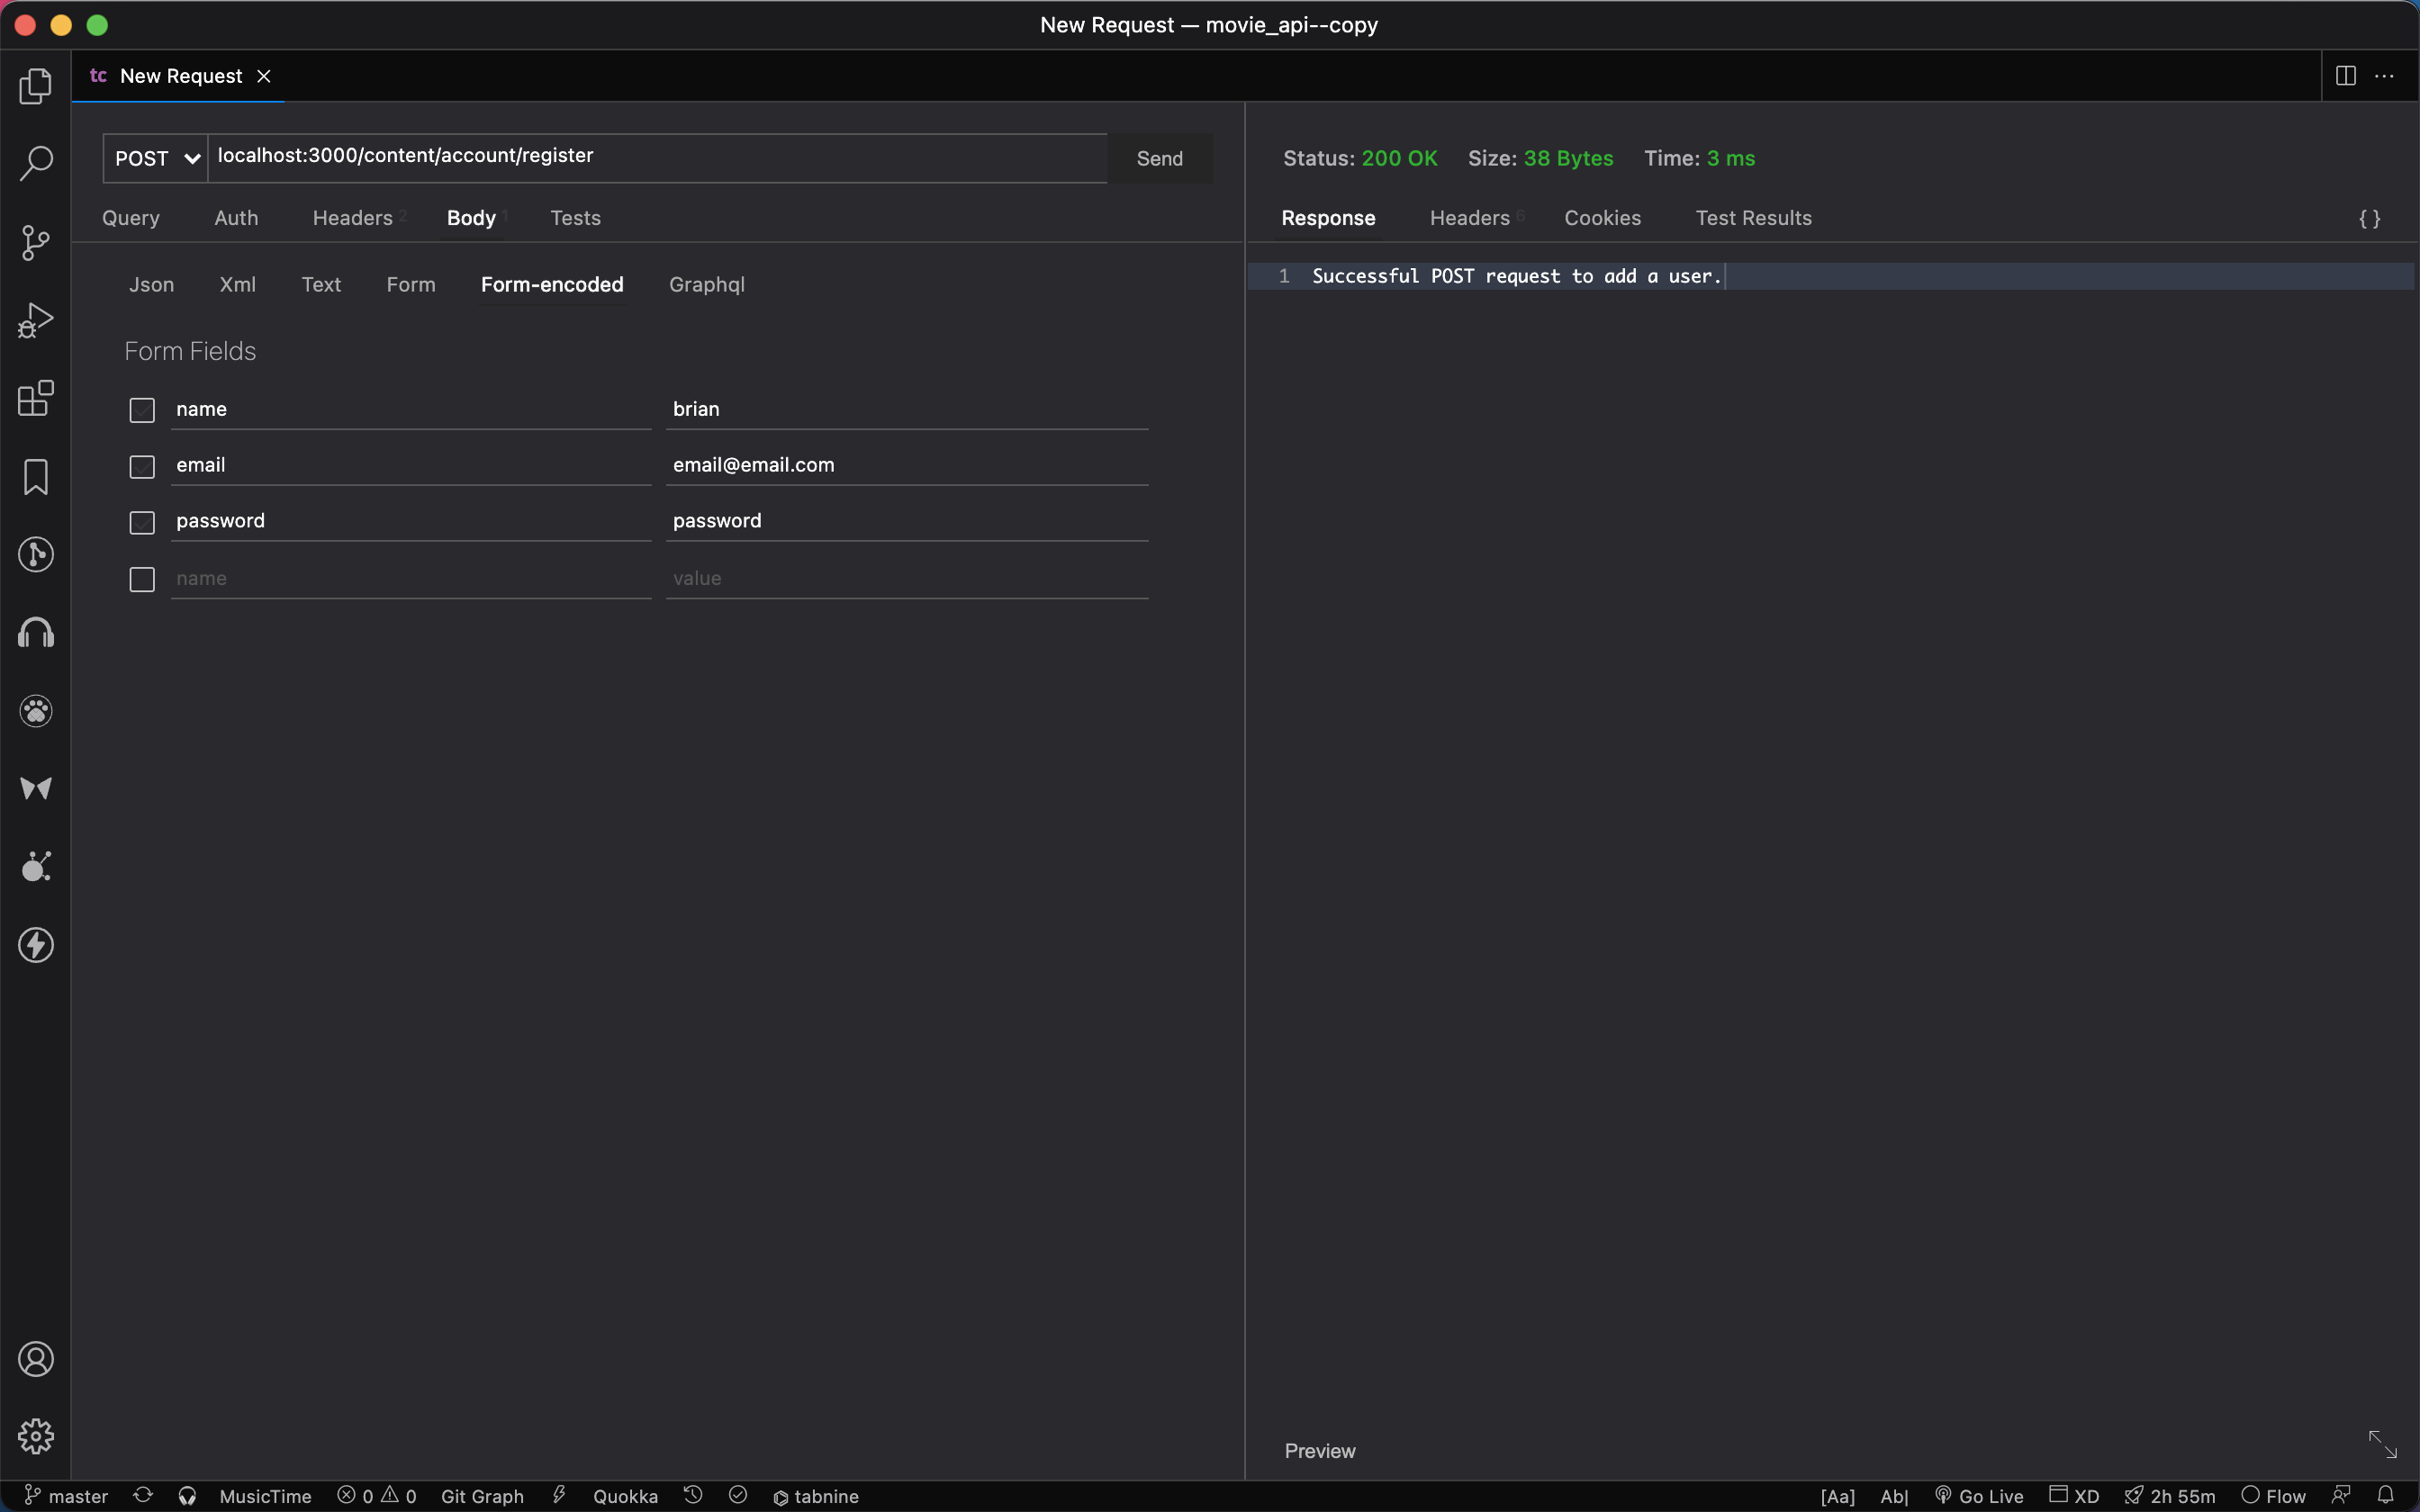 New Request — movie_api--copy
tc New Request
POST localhost:3000/content/account/register Send
Status: 200 OK Size: 38 Bytes Time: 3 ms
Query Auth Headers 2 Body 1 Tests
Response Headers 6 Cookies Test Results { }
Json Xml Text Form Form-encoded Graphql
1 Successful POST request to add a user.
Form Fields
name brian
email email@email.com
password password
name value
Preview
master MusicTime 0 0 Git Graph Quokka tabnine [Aa] Ab| Go Live XD 2h 55m Flow